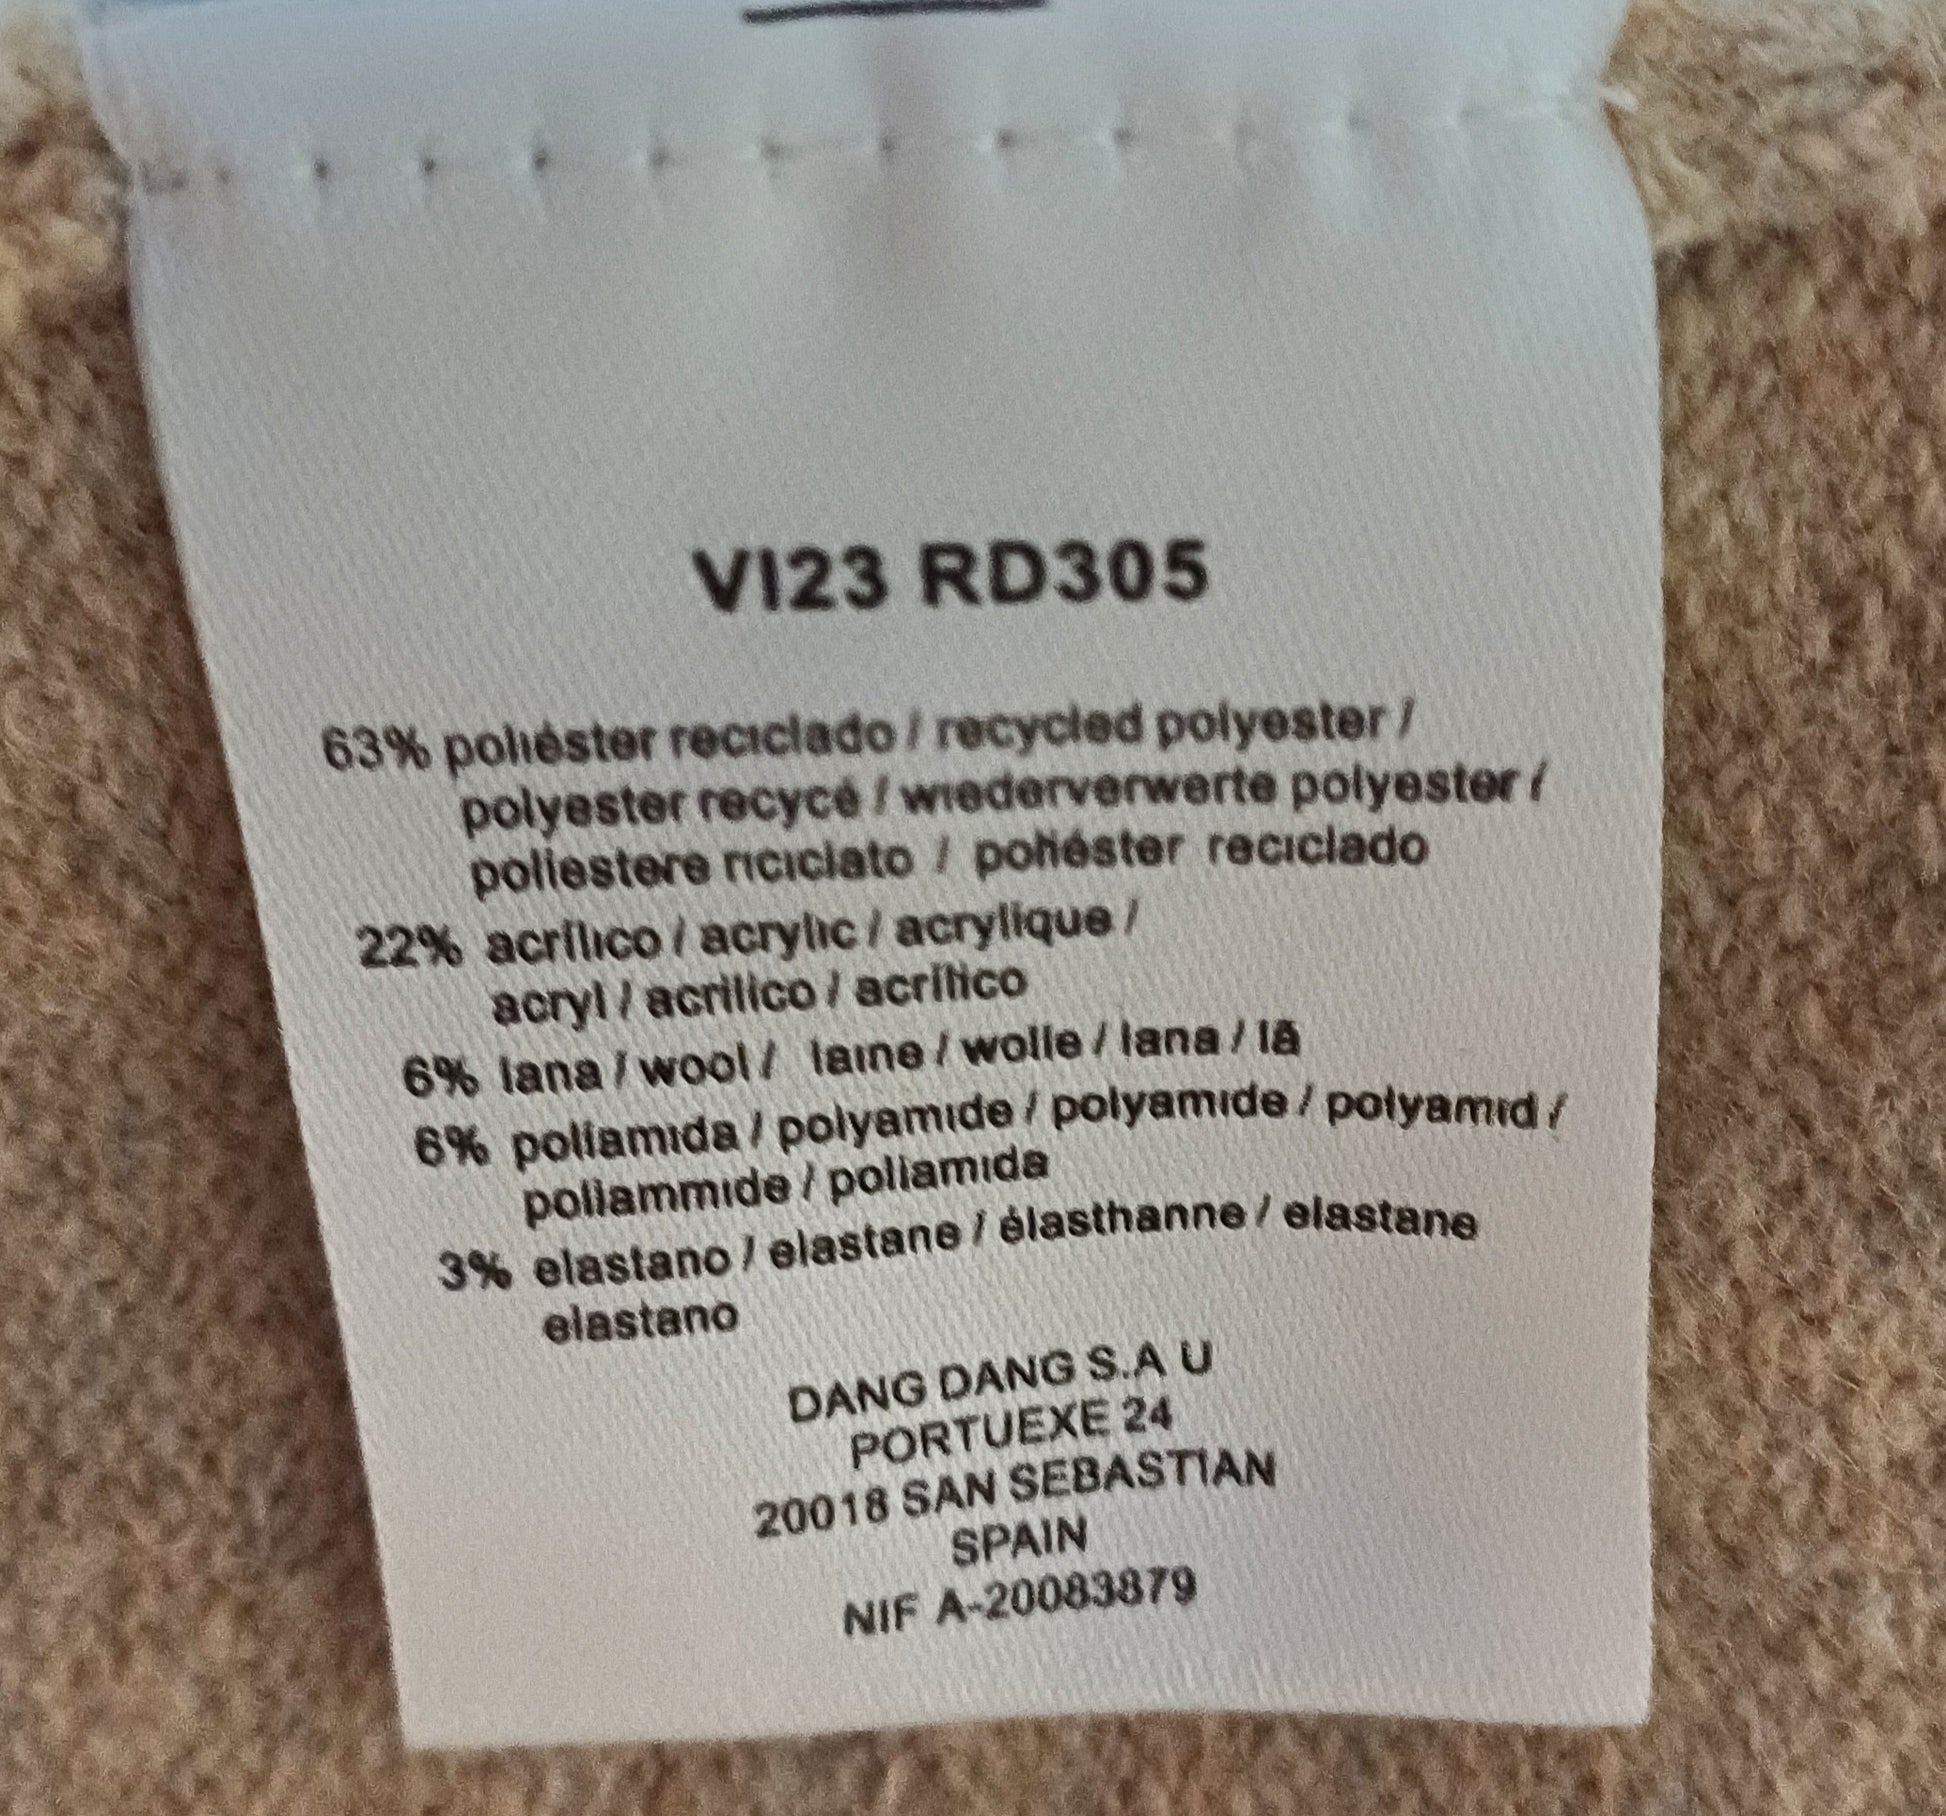 VI23 RD305
63% poliéster reciclado / recycled polyester /
polyester recycé / wiederverwerte polyester /
poliestere riciclato / poliéster reciclado
22% acrílico / acrylic / acrylique /
acryl / acrilico / acrílico
6% lana / wool / laine / wolle / lana / lã
6% poliamida / polyamide / polyamide / polyamid /
poliammide / poliamida
3% elastano / elastane / élasthanne / elastane
elastano
DANG DANG S.A U
PORTUEXE 24
20018 SAN SEBASTIAN
SPAIN
NIF A-20083879